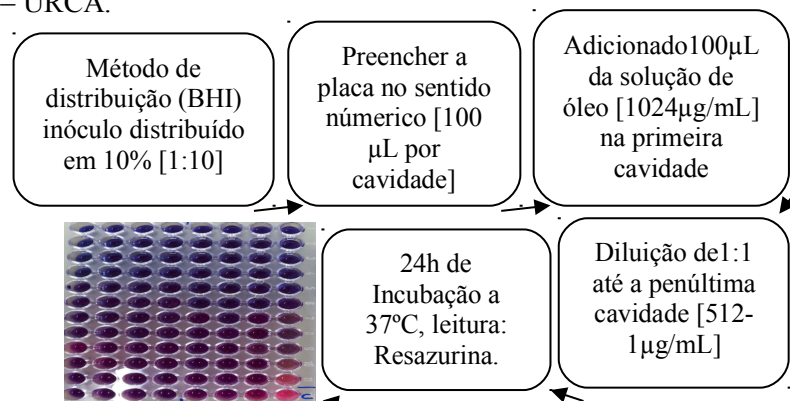 – URCA.
Método de
distribuição (BHI)
inóculo distribuído
em 10% [1:10]
Preencher a
placa no sentido
númerico [100
µL por
cavidade]
Adicionado100µL
da solução de
óleo [1024µg/mL]
na primeira
cavidade
Diluição de1:1
até a penúltima
cavidade [512-
1µg/mL]
24h de
Incubação a
37ºC, leitura:
Resazurina.